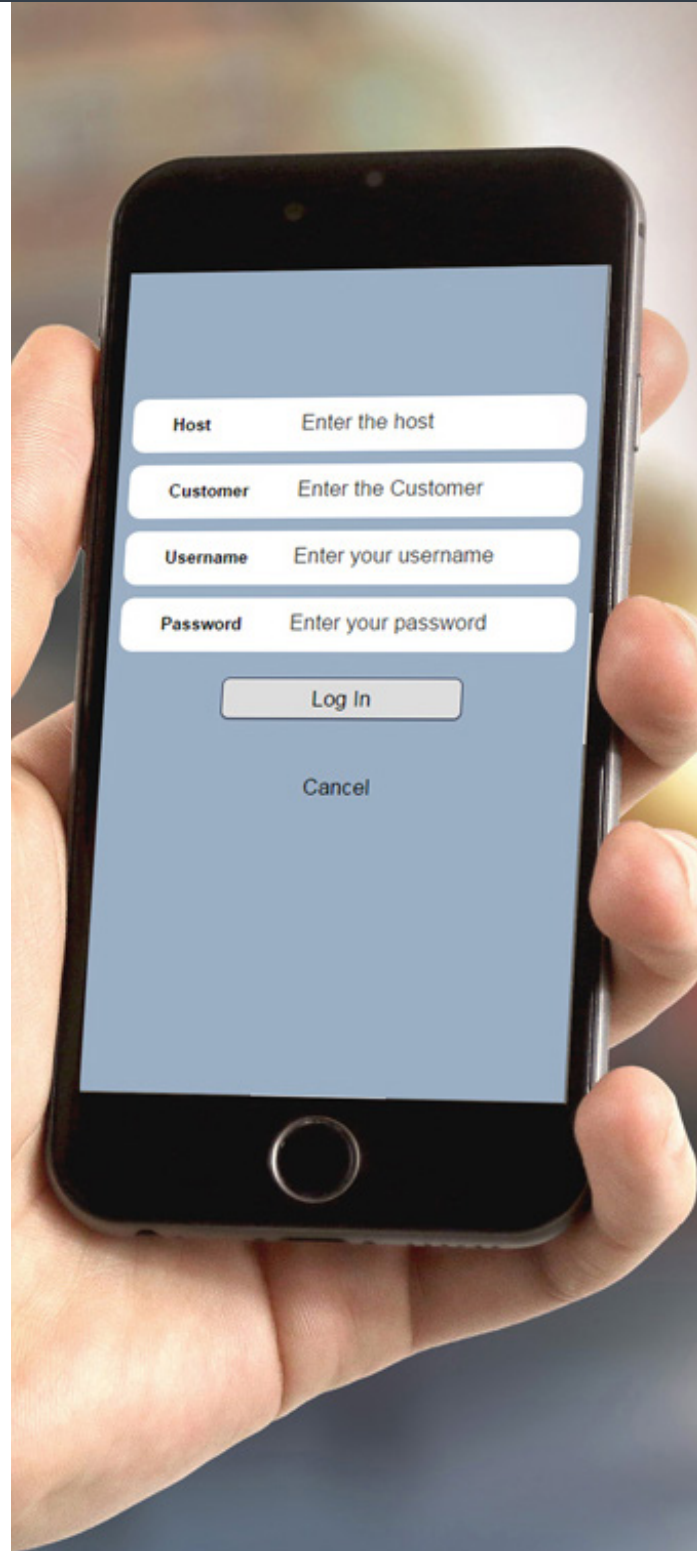 Host Enter the host
Customer Enter the Customer
Username Enter your username
Password Enter your password
Log In
Cancel